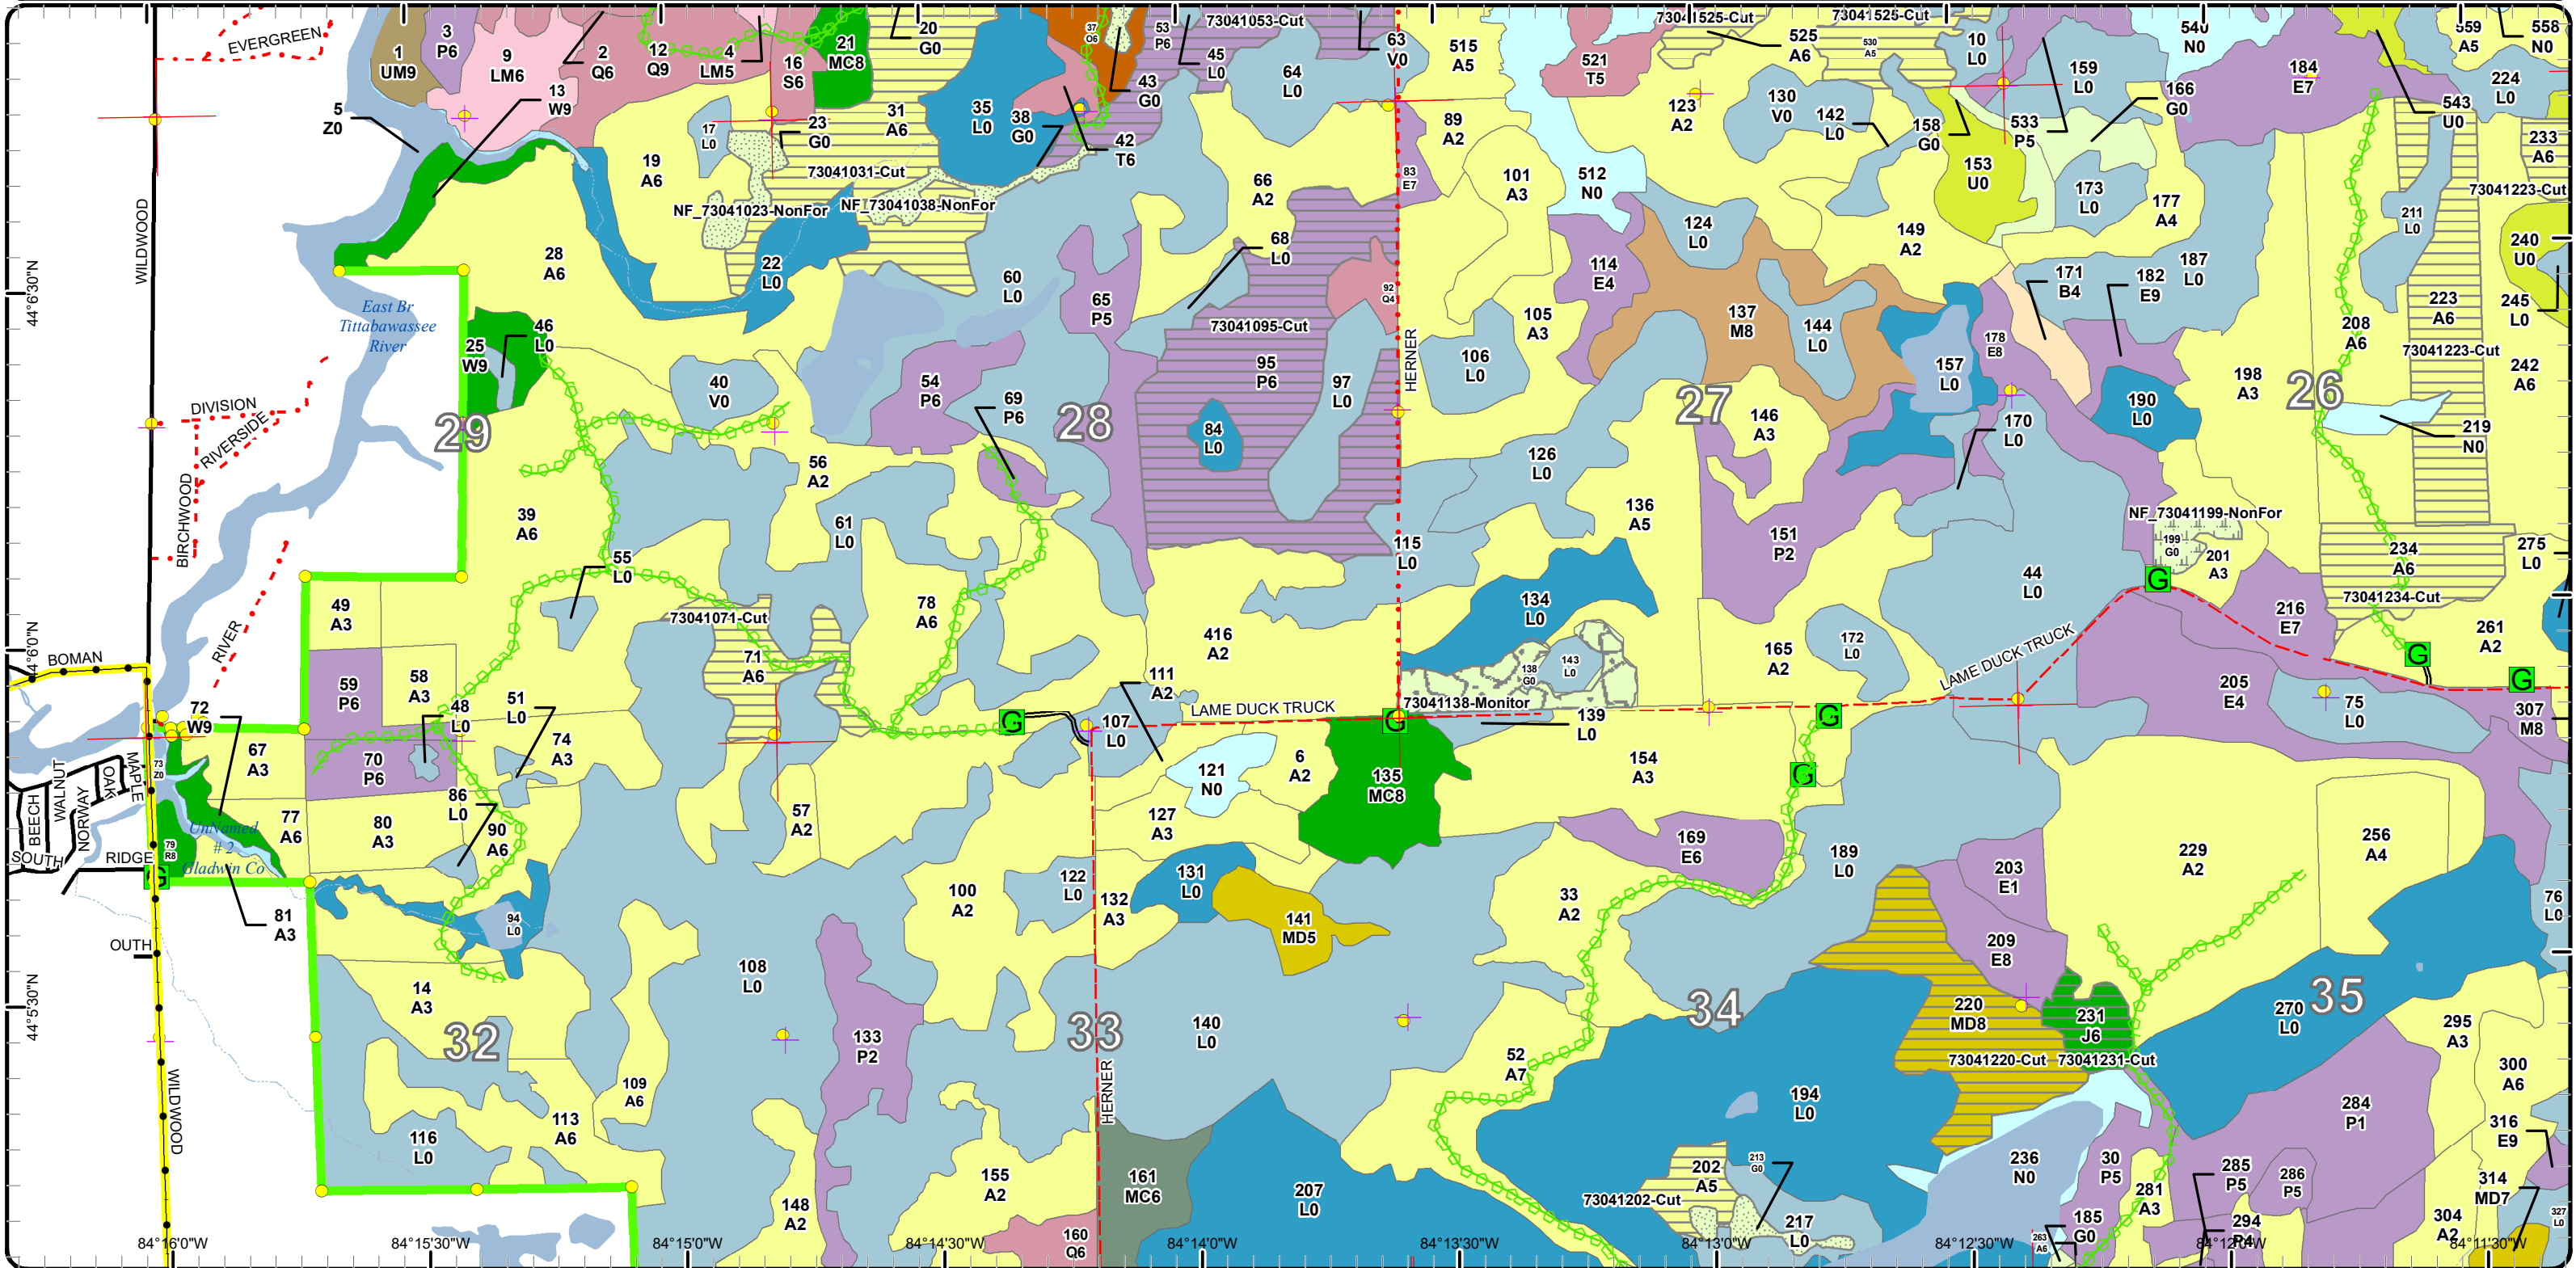 EVERGREEN
1
UM9
3
P6
9
LM6
2
Q6
12
Q9
4
LM5
16
S6
21
MC8
20
G0
37
O6
53
P6
73041053-Cut
45
L0
64
L0
63
V0
515
A5
521
T5
73041525-Cut
73041525-Cut
525
A6
530
A5
10
L0
159
L0
540
N0
166
G0
184
E7
559
A5
558
N0
224
L0
543
U0
233
A6
5
Z0
13
W9
17
L0
23
G0
31
A6
35
L0
38
G0
43
G0
42
T6
19
A6
73041031-Cut
NF_73041023-NonFor
NF_73041038-NonFor
66
A2
83
E7
89
A2
101
A3
512
N0
123
A2
130
V0
142
L0
158
G0
533
P5
153
U0
173
L0
177
A4
73041223-Cut
211
L0
240
U0
WILDWOOD
28
A6
22
L0
60
L0
65
P5
68
L0
92
Q4
73041095-Cut
114
E4
124
L0
149
A2
187
L0
171
B4
182
E9
223
A6
245
L0
44°6'30"N
East Br
Tittabawassee
River
46
L0
25
W9
40
V0
54
P6
69
P6
95
P6
97
L0
84
L0
HERNER
105
A3
106
L0
137
M8
144
L0
157
L0
178
E8
190
L0
198
A3
208
A6
73041223-Cut
242
A6
219
N0
DIVISION
RIVERSIDE
BIRCHWOOD
29
28
27
26
146
A3
170
L0
126
L0
56
A2
61
L0
39
A6
136
A5
151
P2
115
L0
NF_73041199-NonFor
199
G0
201
A3
234
A6
275
L0
55
L0
44
L0
134
L0
49
A3
78
A6
73041071-Cut
73041234-Cut
216
E7
261
A2
RIVER
BOMAN
44°6'0"N
59
P6
58
A3
71
A6
416
A2
111
A2
143
L0
138
G0
165
A2
172
L0
LAME DUCK TRUCK
LAME DUCK TRUCK
205
E4
75
L0
307
M8
72
W9
48
L0
51
L0
G
107
L0
G
73041138-Monitor
139
L0
G
G
G
G
G
67
A3
70
P6
74
A3
121
N0
6
A2
135
MC8
154
A3
73
Z0
MAPLE
OAK
WALNUT
NORWAY
BEECH
SOUTH
RIDGE
79
R8
UnNamed
# 2
Gladwin Co
77
A6
80
A3
86
L0
90
A6
57
A2
127
A3
169
E6
189
L0
203
E1
229
A2
256
A4
G
81
A3
OUTH
94
L0
100
A2
122
L0
132
A3
131
L0
141
MD5
33
A2
209
E8
76
L0
44°5'30"N
14
A3
108
L0
32
33
34
35
133
P2
140
L0
220
MD8
231
J6
270
L0
295
A3
52
A7
73041220-Cut
73041231-Cut
300
A6
109
A6
113
A6
116
L0
WILDWOOD
HERNER
194
L0
284
P1
316
E9
155
A2
161
MC6
148
A2
160
Q6
207
L0
202
A5
73041202-Cut
213
G0
217
L0
236
N0
30
P5
281
A3
285
P5
286
P5
294
P4
185
G0
263
A6
314
MD7
304
A2
327
L0
84°16'0"W
84°15'30"W
84°15'0"W
84°14'30"W
84°14'0"W
84°13'30"W
84°13'0"W
84°12'30"W
84°12'0"W
84°11'30"W